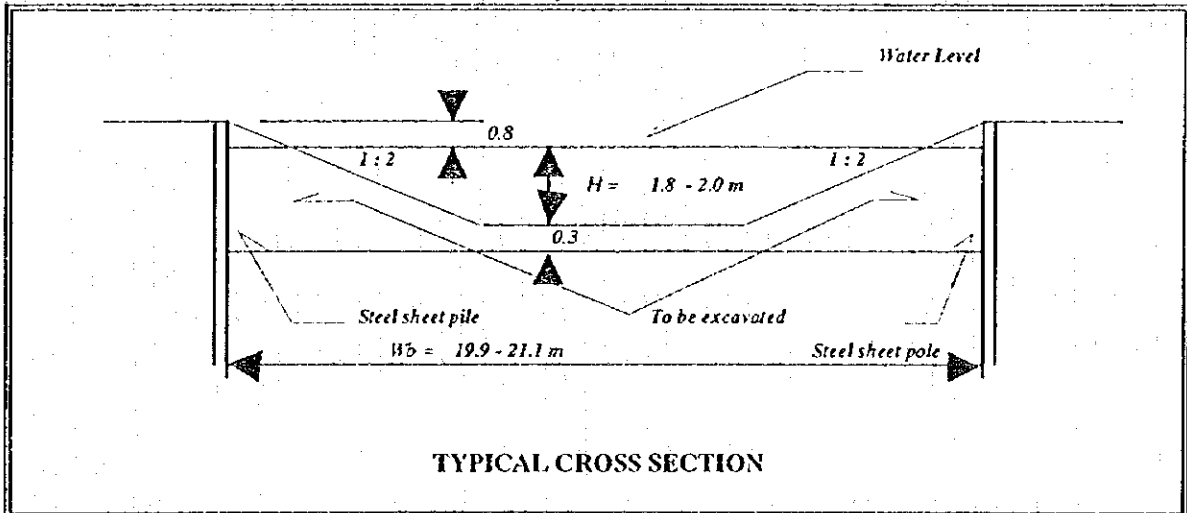 Water Level
0.8
1 : 2
1 : 2
H = 1.8 - 2.0 m
0.3
Steel sheet pile
To be excavated
Wb = 19.9 - 21.1 m
Steel sheet pole
TYPICAL CROSS SECTION